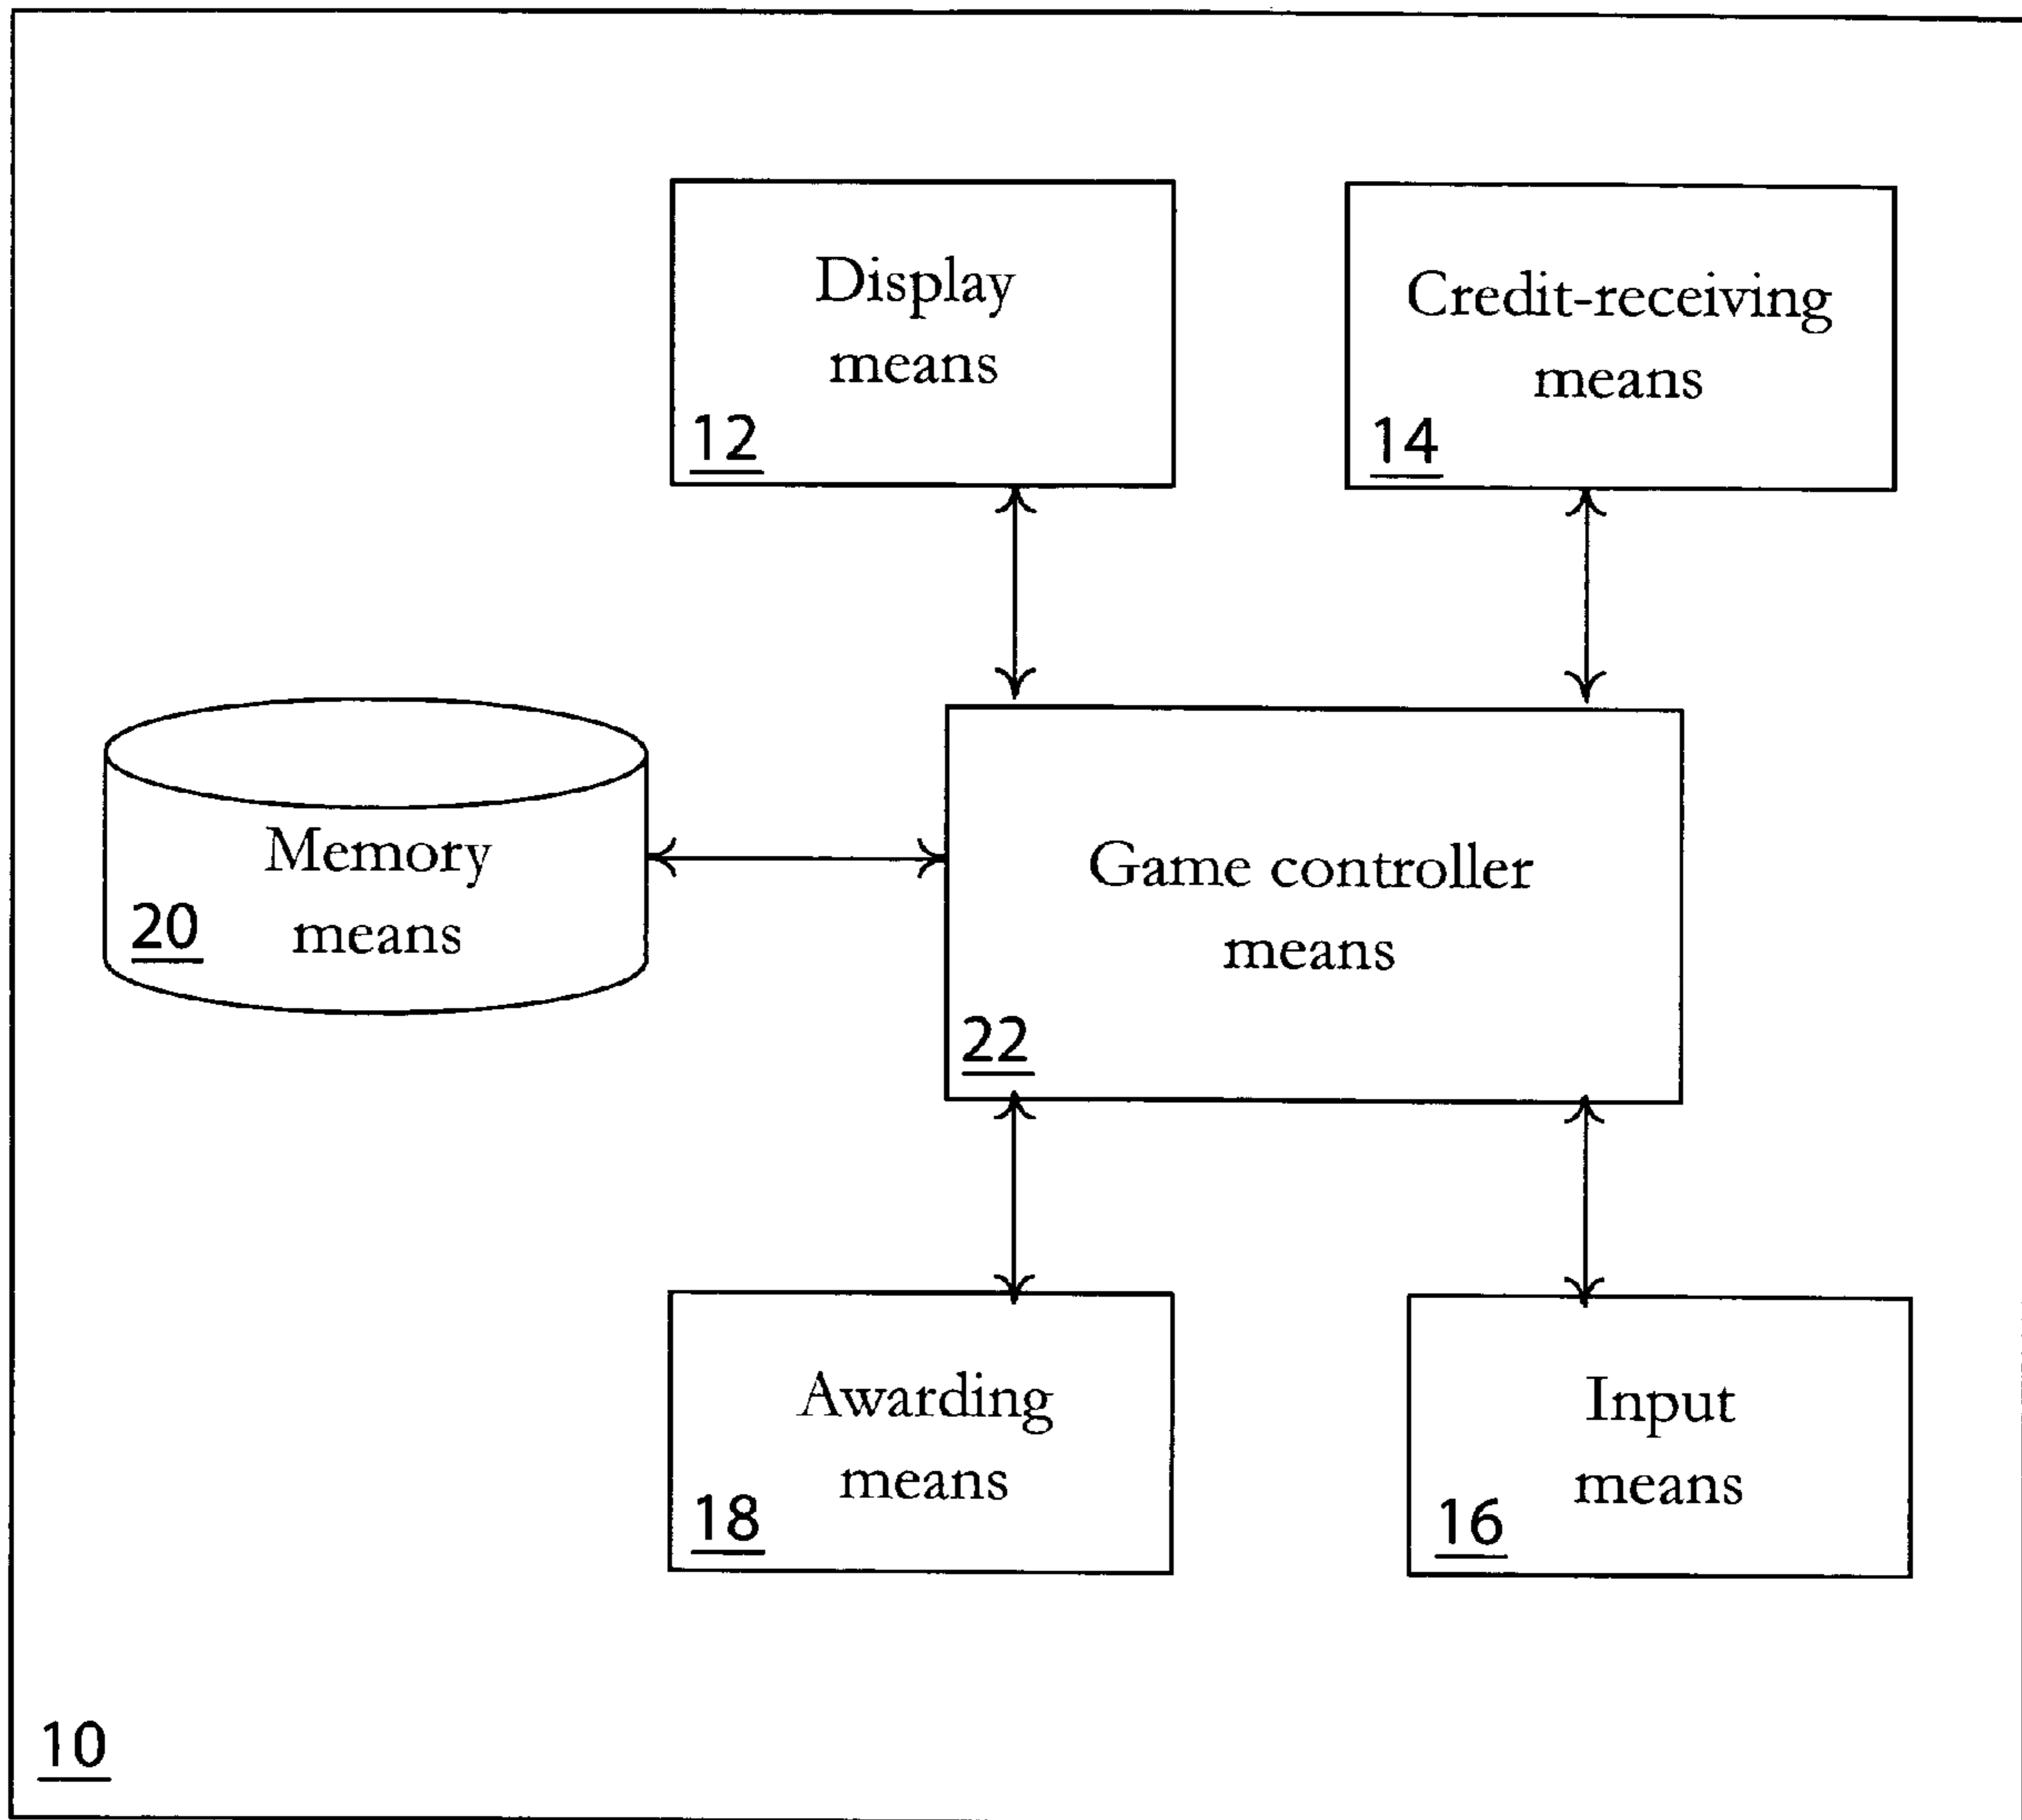 Display
means
12
Credit-receiving
means
14
Memory
means
20
Game controller
means
22
Awarding
means
18
Input
means
16
10